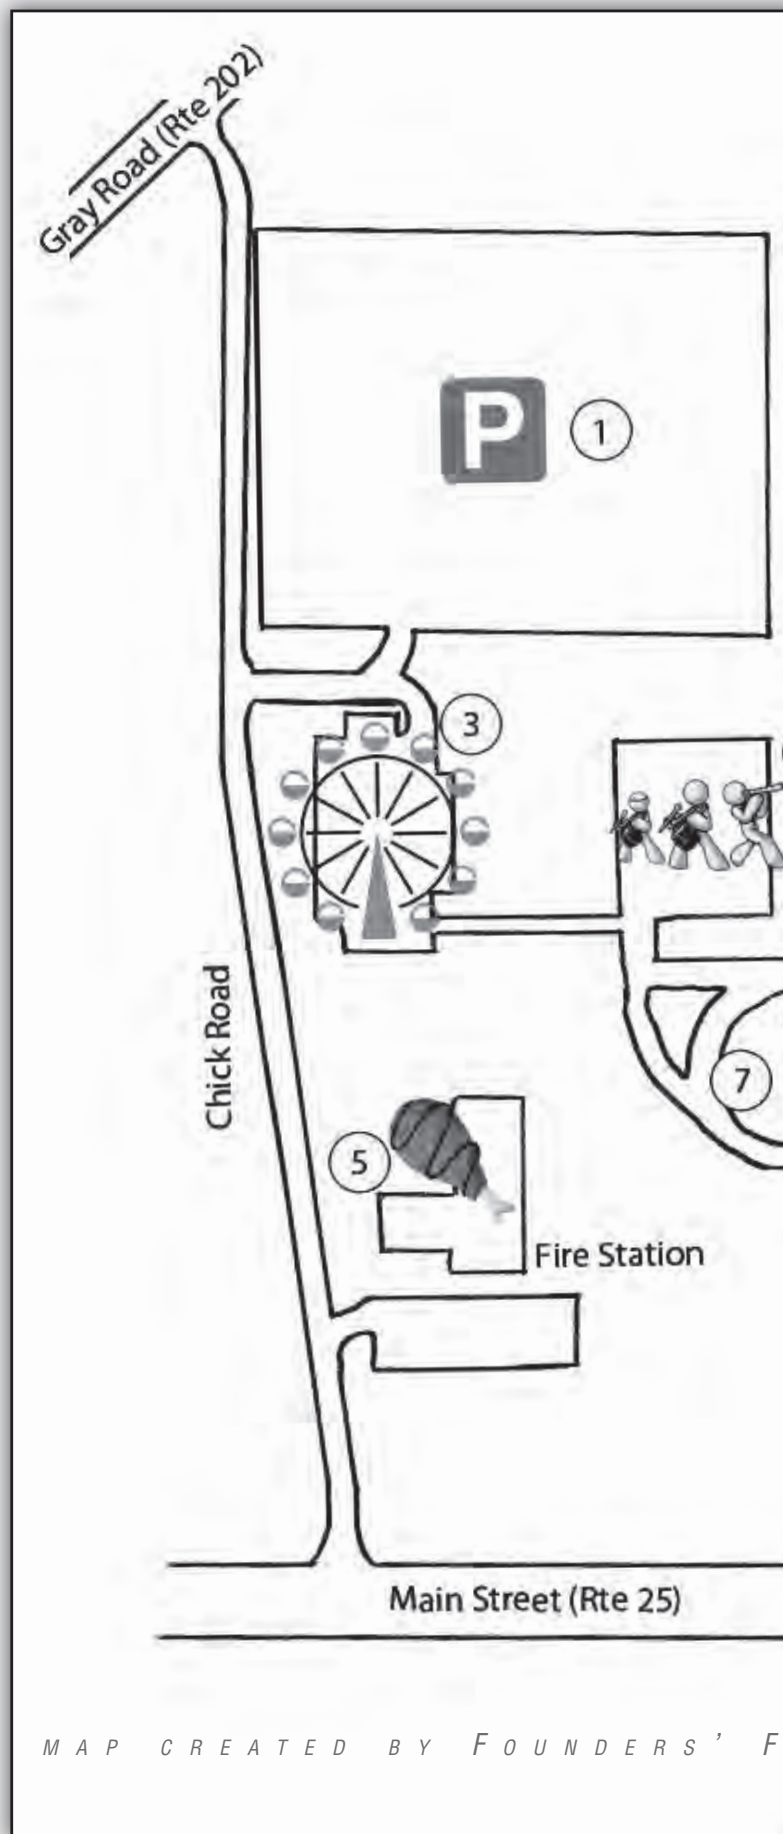 Gray Road (Rte 202)
P
1
3
Chick Road
7
5
Fire Station
Main Street (Rte 25)
MAP CREATED BY FOUNDERS' F